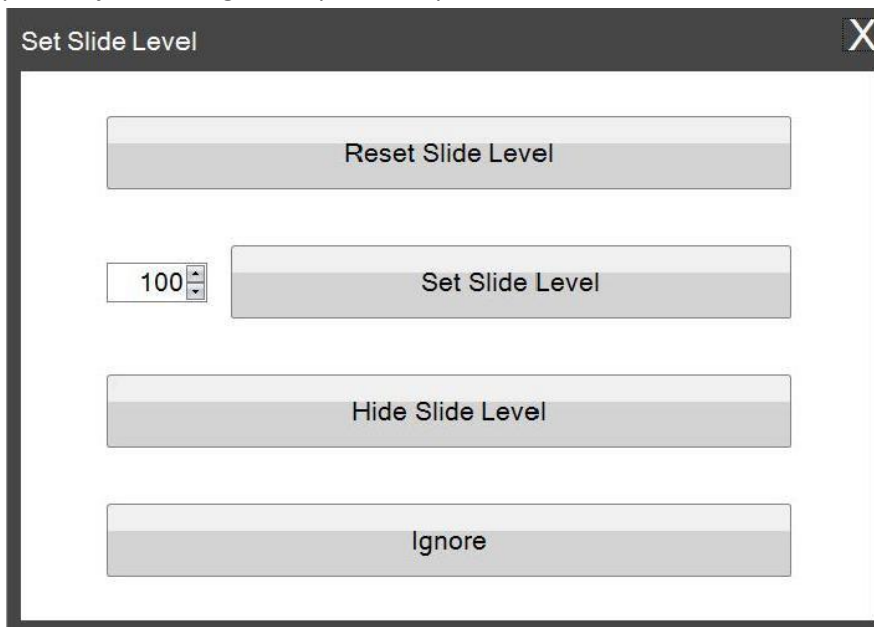 Set Slide Level X
Reset Slide Level
100 Set Slide Level
Hide Slide Level
Ignore